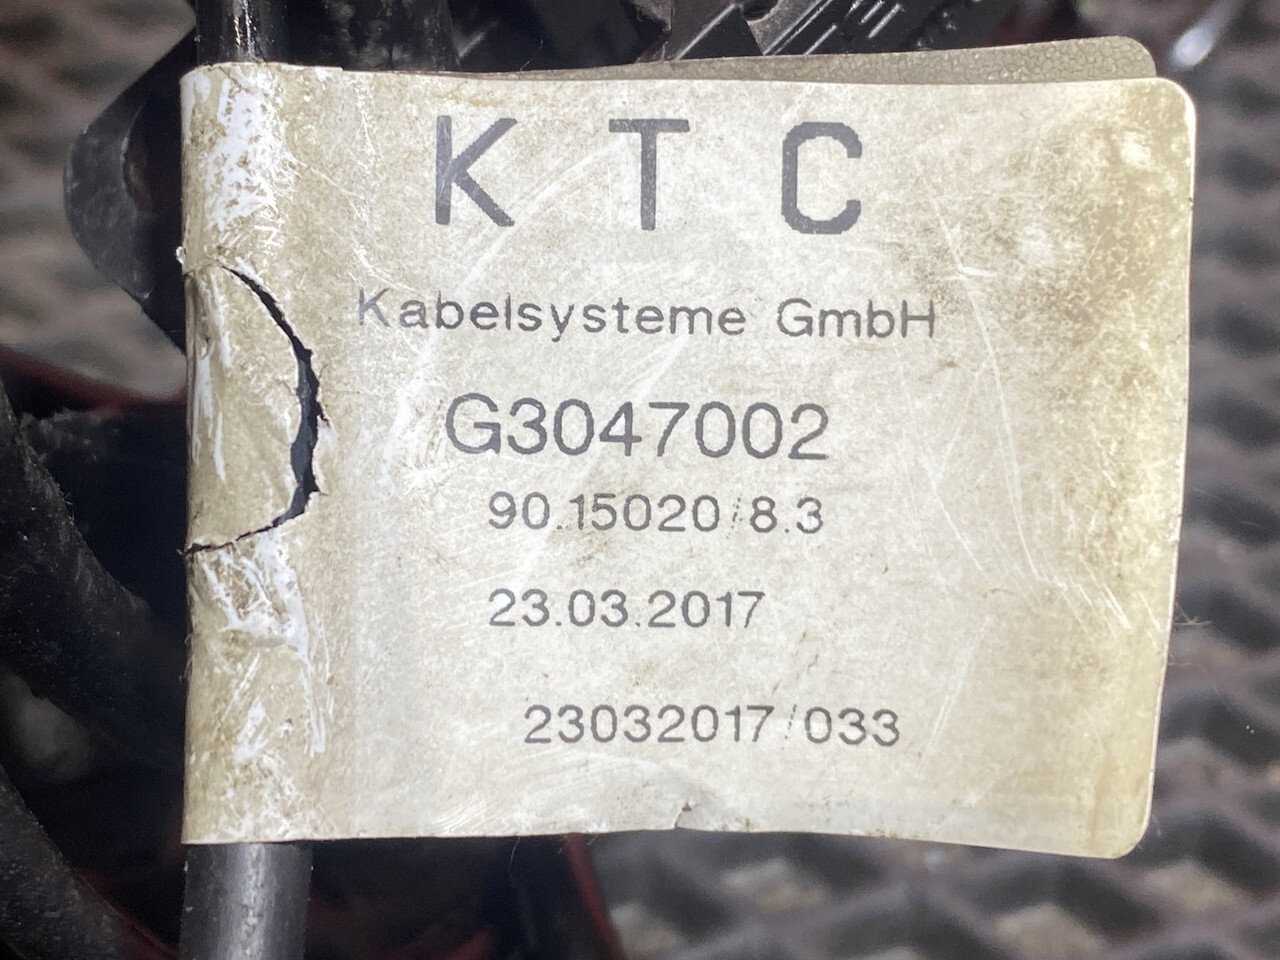 K T C
Kabelsysteme GmbH
G3047002
90.15020/8.3
23.03.2017
23032017/033